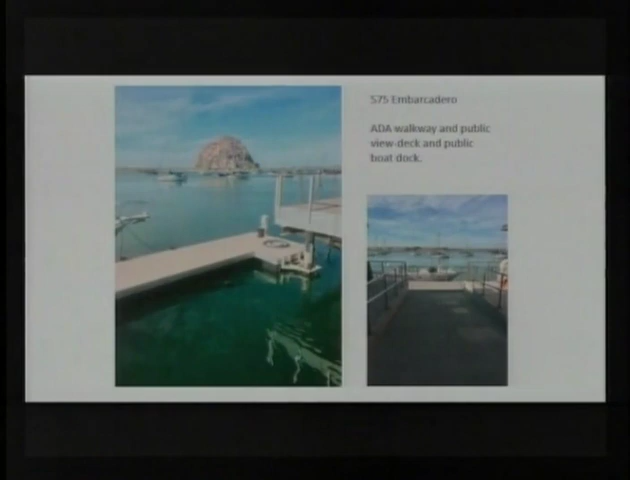 575 Embarcadero
ADA walkway and public
view-deck and public
boat dock.